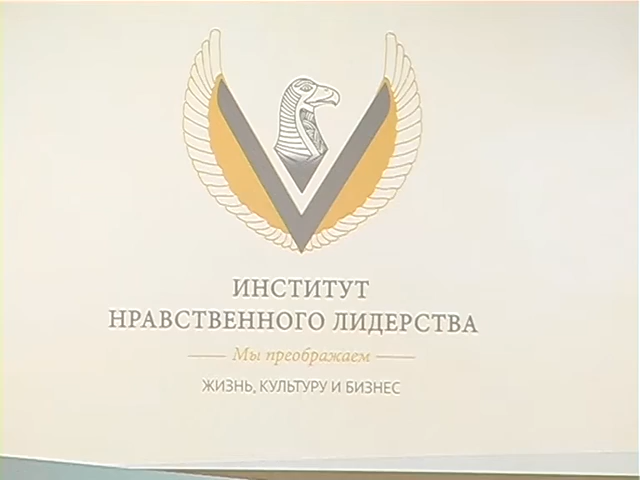 ИНСТИТУТ
НРАВСТВЕННОГО ЛИДЕРСТВА
Мы преображаем
ЖИЗНЬ, КУЛЬТУРУ И БИЗНЕС